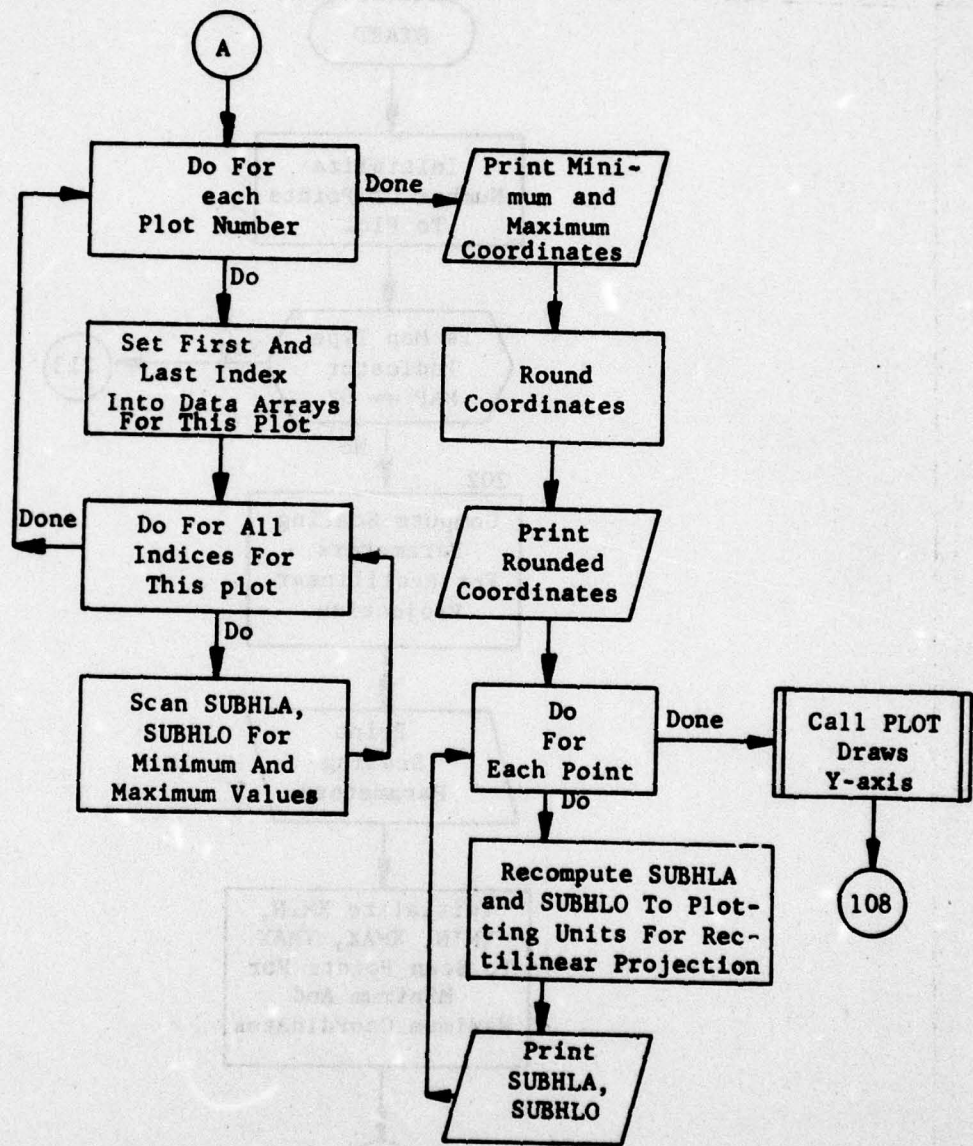 A
Do For
each
Plot Number
Done
Print Mini-
mum and
Maximum
Coordinates
Do
Set First And
Last Index
Into Data Arrays
For This Plot
Round
Coordinates
Done
Do For All
Indices For
This plot
Print
Rounded
Coordinates
Do
Scan SUBHLA,
SUBHLO For
Minimum And
Maximum Values
Do
For
Each Point
Done
Call PLOT
Draws
Y-axis
Do
Recompute SUBHLA
and SUBHLO To Plot-
ting Units For Rec-
tilinear Projection
108
Print
SUBHLA,
SUBHLO